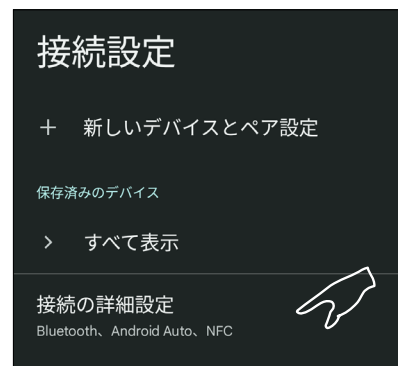 接続設定
+ 新しいデバイスとペア設定
保存済みのデバイス
> すべて表示
接続の詳細設定
Bluetooth、Android Auto、NFC